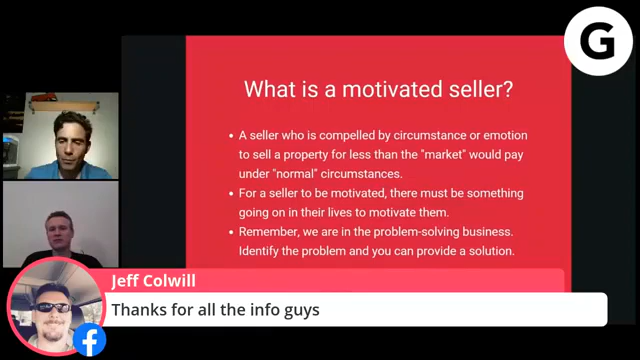 G
What is a motivated seller?
• A seller who is compelled by circumstance or emotion
to sell a property for less than the "market" would pay
under "normal" circumstances.
• For a seller to be motivated, there must be something
going on in their lives to motivate them.
• Remember, we are in the problem-solving business.
Identify the problem and you can provide a solution.
Jeff Colwill
Thanks for all the info guys